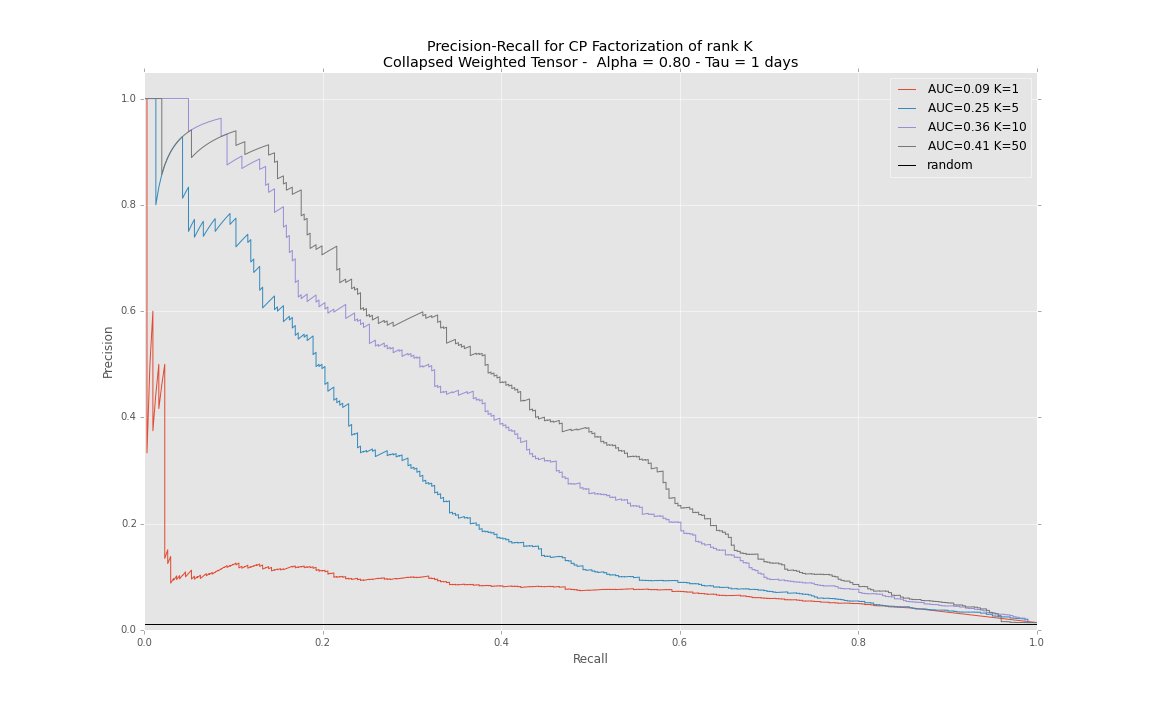 Precision-Recall for CP Factorization of rank K
Collapsed Weighted Tensor -  Alpha = 0.80 - Tau = 1 days
AUC=0.09 K=1
AUC=0.25 K=5
AUC=0.36 K=10
AUC=0.41 K=50
random
Precision
1.0
0.8
0.6
0.4
0.2
0.0
0.0 0.2 0.4 0.6 0.8 1.0
Recall